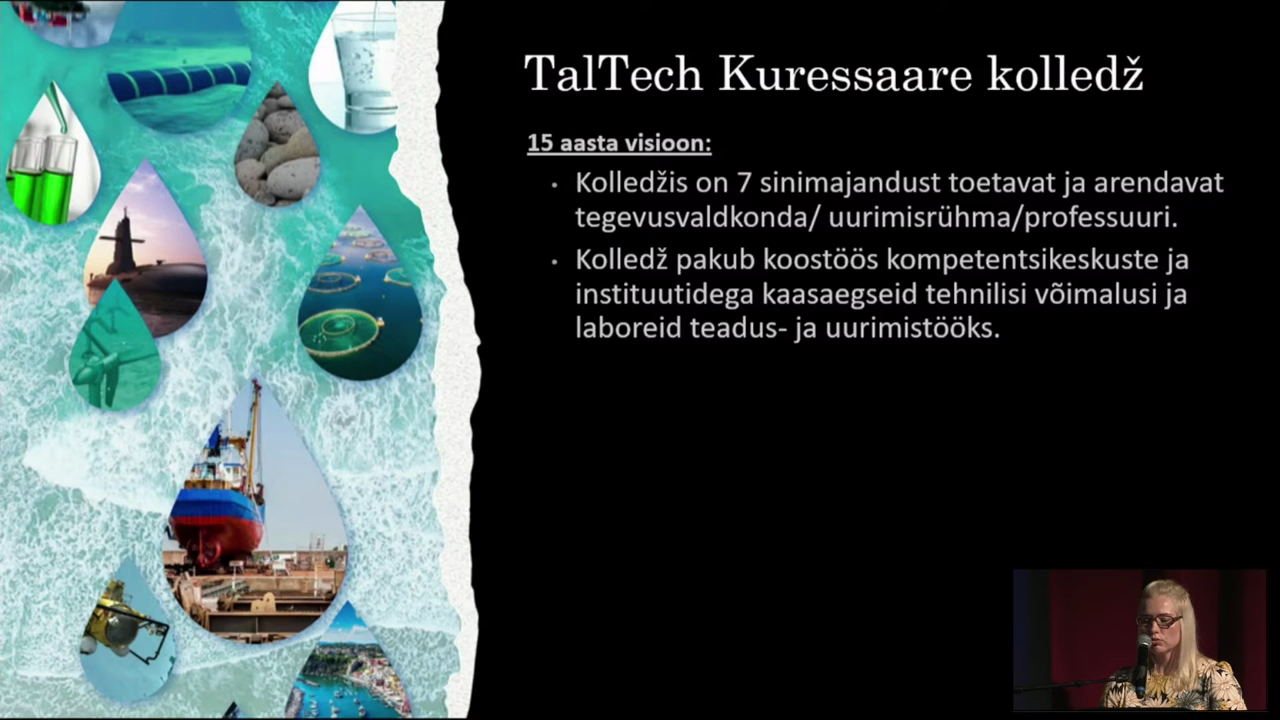 TalTech Kuressaare kolledž
15 aasta visioon:
• Kolledžis on 7 sinimajandust toetavat ja arendavat
tegevusvaldkonda/ uurimisrühma/professuuri.
• Kolledž pakub koostöös kompetentsikeskuste ja
instituutidega kaasaegseid tehnilisi võimalusi ja
laboreid teadus- ja uurimistööks.